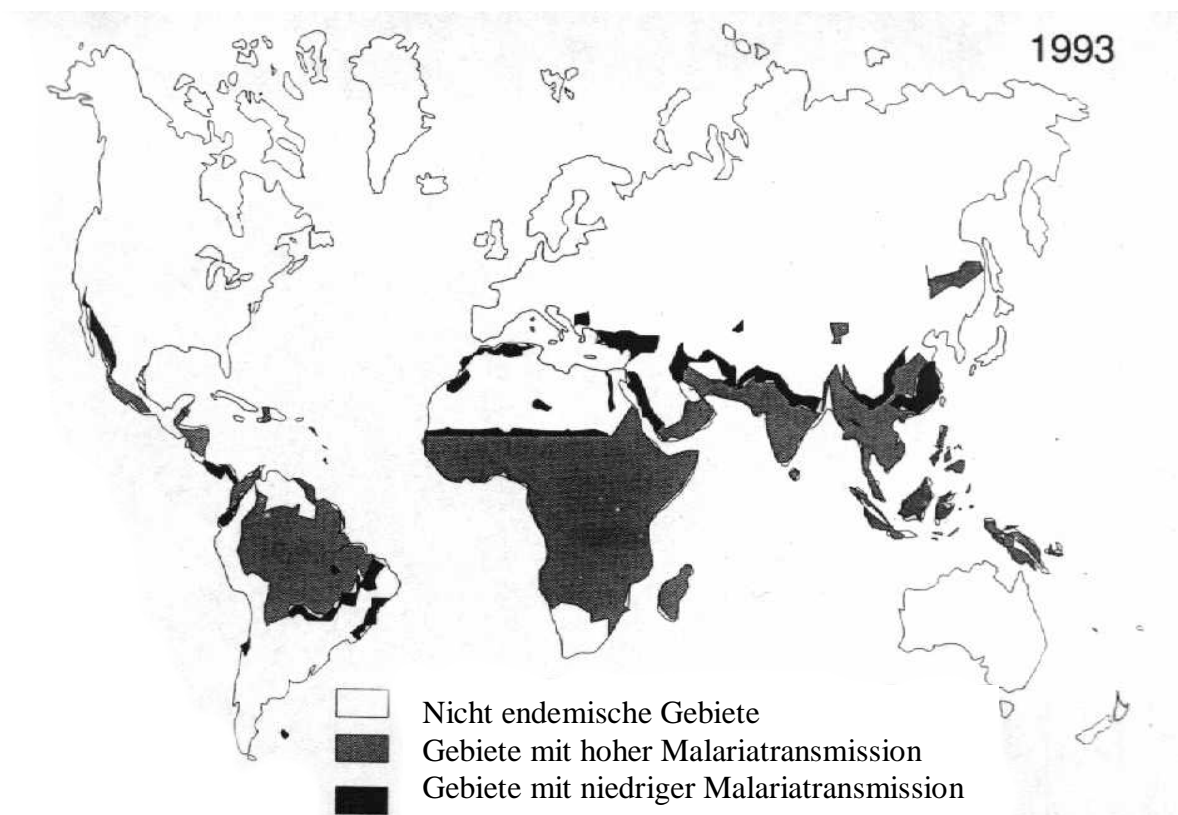 1993
Nicht endemische Gebiete
Gebiete mit hoher Malariatransmission
Gebiete mit niedriger Malariatransmission